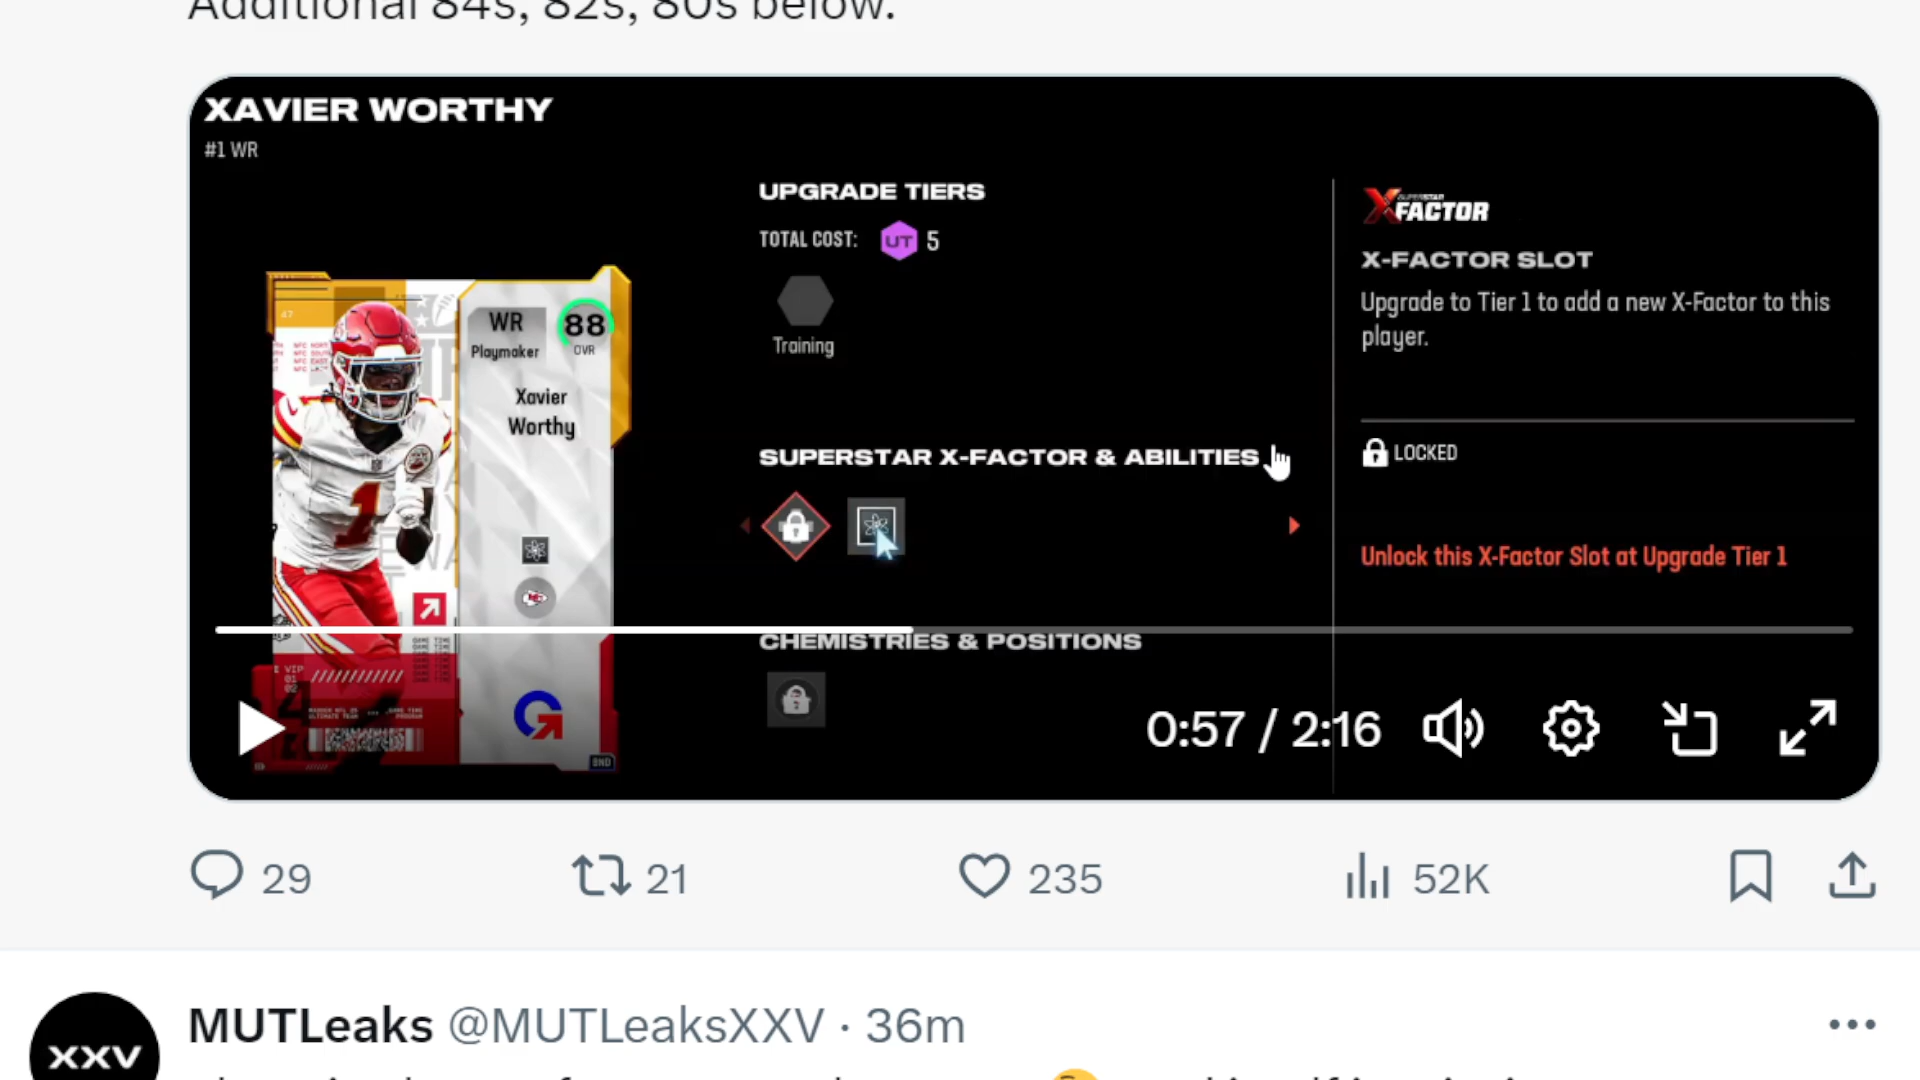 Additional 84s, 82s, 80s below.
XAVIER WORTHY
#1 WR
UPGRADE TIERS
TOTAL COST: UT 5
Training
WR
Playmaker
88
OVR
Xavier
Worthy
BND
SUPERSTAR X-FACTOR & ABILITIES
CHEMISTRIES & POSITIONS
XFACTOR
X-FACTOR SLOT
Upgrade to Tier 1 to add a new X-Factor to this
player.
LOCKED
Unlock this X-Factor Slot at Upgrade Tier 1
0:57 / 2:16
29
21
235
52K
XXV
MUTLeaks @MUTLeaksXXV · 36m